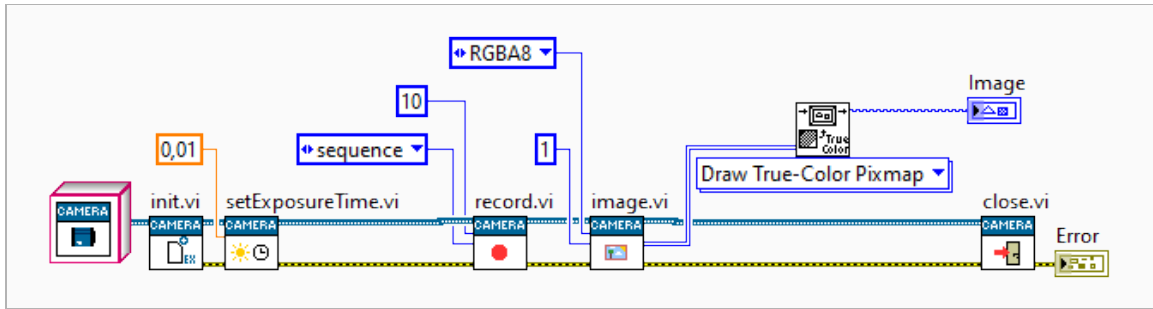 RGBA8
Image
10
True
Color
0,01
sequence
1
Draw True-Color Pixmap
CAMERA
init.vi
setExposureTime.vi
record.vi
image.vi
close.vi
CAMERA
CAMERA
CAMERA
CAMERA
CAMERA
EX
Error